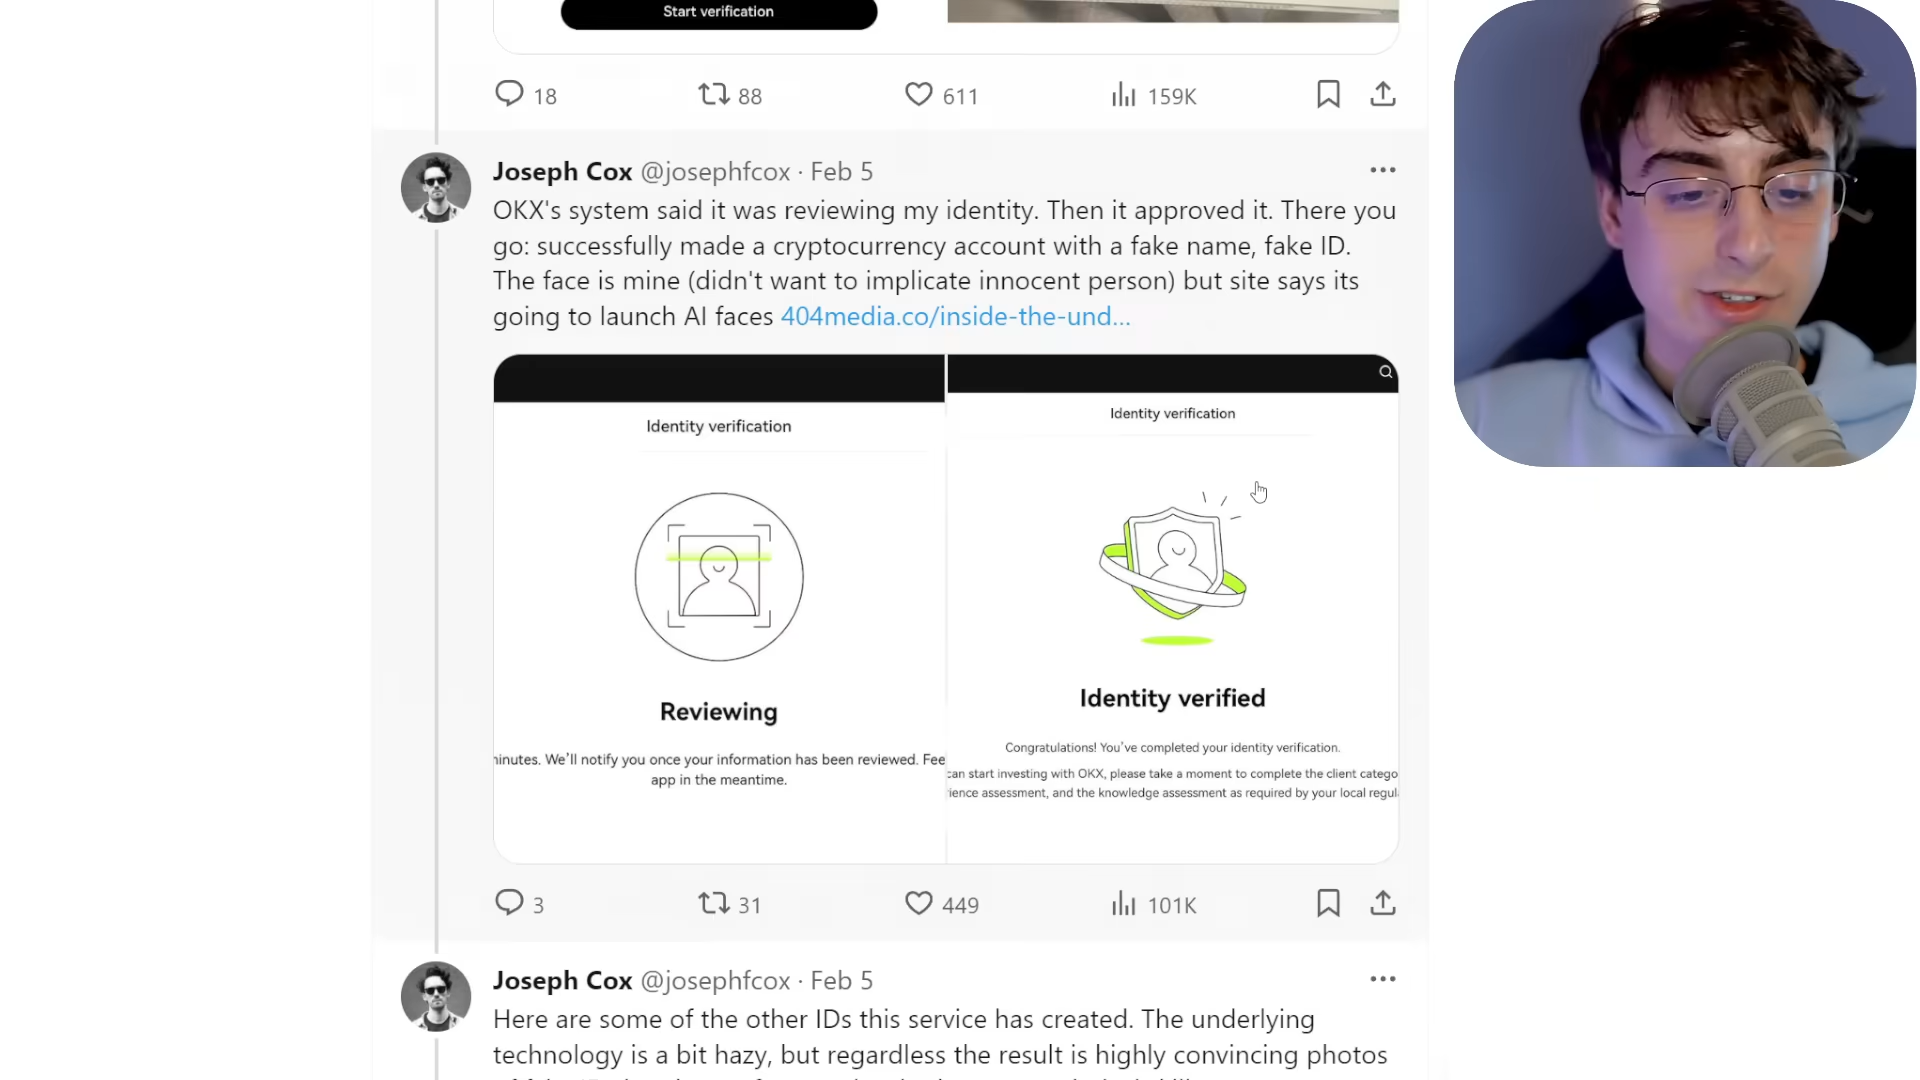 Start verification
18 88 611 159K
Joseph Cox @josephfcox · Feb 5
OKX's system said it was reviewing my identity. Then it approved it. There you
go: successfully made a cryptocurrency account with a fake name, fake ID.
The face is mine (didn't want to implicate innocent person) but site says its
going to launch AI faces 404media.co/inside-the-und...
Identity verification
Reviewing
minutes. We'll notify you once your information has been reviewed. Fee
app in the meantime.
Identity verification
Identity verified
Congratulations! You've completed your identity verification.
can start investing with OKX, please take a moment to complete the client catego
ience assessment, and the knowledge assessment as required by your local regul
3 31 449 101K
Joseph Cox @josephfcox · Feb 5
Here are some of the other IDs this service has created. The underlying
technology is a bit hazy, but regardless the result is highly convincing photos